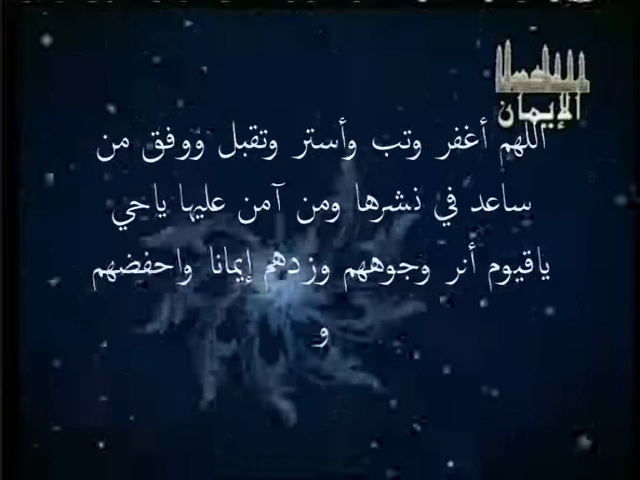 الإيمان
اللهم أغفر وتب وأستر وتقبل ووفق من
ساعد في نشرها ومن آمن عليها ياحي
ياقيوم أنر وجوههم وزدهم إيمانا واحفضهم
و